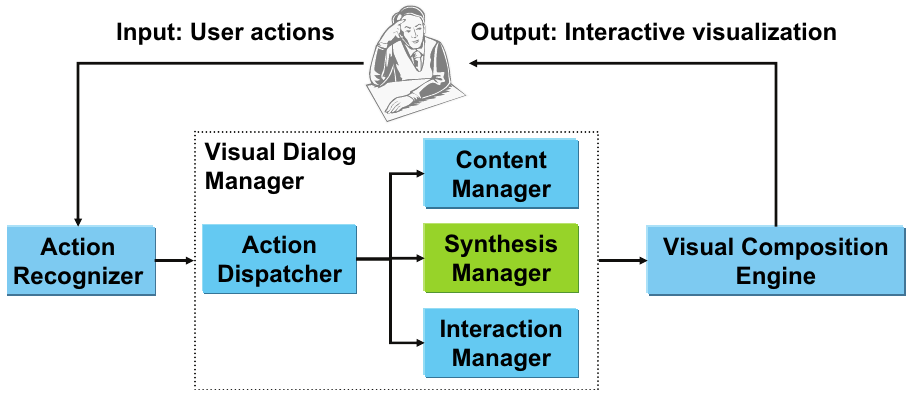 Input: User actions
Output: Interactive visualization
Visual Dialog
Manager
Content
Manager
Action
Recognizer
Action
Dispatcher
Synthesis
Manager
Visual Composition
Engine
Interaction
Manager